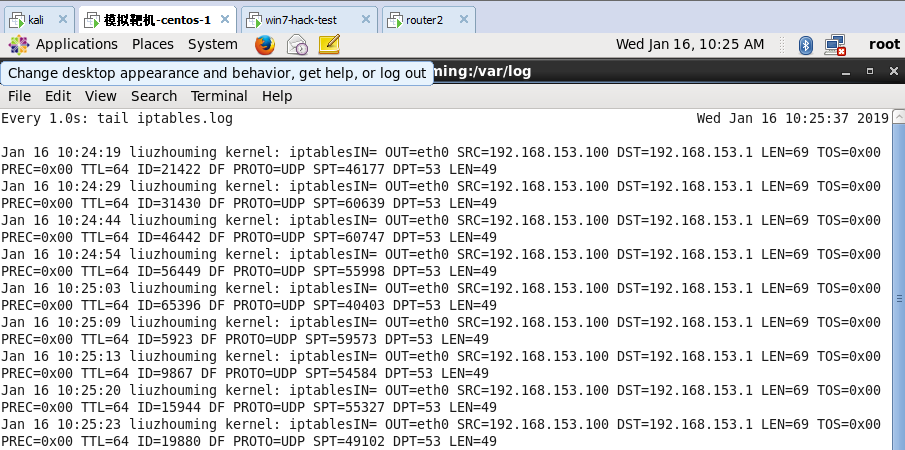 kali 模拟靶机-centos-1 win7-hack-test router2
Applications Places System Wed Jan 16, 10:25 AM root
Change desktop appearance and behavior, get help, or log out ming:/var/log
File Edit View Search Terminal Help
Every 1.0s: tail iptables.log Wed Jan 16 10:25:37 2019
Jan 16 10:24:19 liuzhouming kernel: iptablesIN= OUT=eth0 SRC=192.168.153.100 DST=192.168.153.1 LEN=69 TOS=0x00
PREC=0x00 TTL=64 ID=21422 DF PROTO=UDP SPT=46177 DPT=53 LEN=49
Jan 16 10:24:29 liuzhouming kernel: iptablesIN= OUT=eth0 SRC=192.168.153.100 DST=192.168.153.1 LEN=69 TOS=0x00
PREC=0x00 TTL=64 ID=31430 DF PROTO=UDP SPT=60639 DPT=53 LEN=49
Jan 16 10:24:44 liuzhouming kernel: iptablesIN= OUT=eth0 SRC=192.168.153.100 DST=192.168.153.1 LEN=69 TOS=0x00
PREC=0x00 TTL=64 ID=46442 DF PROTO=UDP SPT=60747 DPT=53 LEN=49
Jan 16 10:24:54 liuzhouming kernel: iptablesIN= OUT=eth0 SRC=192.168.153.100 DST=192.168.153.1 LEN=69 TOS=0x00
PREC=0x00 TTL=64 ID=56449 DF PROTO=UDP SPT=55998 DPT=53 LEN=49
Jan 16 10:25:03 liuzhouming kernel: iptablesIN= OUT=eth0 SRC=192.168.153.100 DST=192.168.153.1 LEN=69 TOS=0x00
PREC=0x00 TTL=64 ID=65396 DF PROTO=UDP SPT=40403 DPT=53 LEN=49
Jan 16 10:25:09 liuzhouming kernel: iptablesIN= OUT=eth0 SRC=192.168.153.100 DST=192.168.153.1 LEN=69 TOS=0x00
PREC=0x00 TTL=64 ID=5923 DF PROTO=UDP SPT=59573 DPT=53 LEN=49
Jan 16 10:25:13 liuzhouming kernel: iptablesIN= OUT=eth0 SRC=192.168.153.100 DST=192.168.153.1 LEN=69 TOS=0x00
PREC=0x00 TTL=64 ID=9867 DF PROTO=UDP SPT=54584 DPT=53 LEN=49
Jan 16 10:25:20 liuzhouming kernel: iptablesIN= OUT=eth0 SRC=192.168.153.100 DST=192.168.153.1 LEN=69 TOS=0x00
PREC=0x00 TTL=64 ID=15944 DF PROTO=UDP SPT=55327 DPT=53 LEN=49
Jan 16 10:25:23 liuzhouming kernel: iptablesIN= OUT=eth0 SRC=192.168.153.100 DST=192.168.153.1 LEN=69 TOS=0x00
PREC=0x00 TTL=64 ID=19880 DF PROTO=UDP SPT=49102 DPT=53 LEN=49